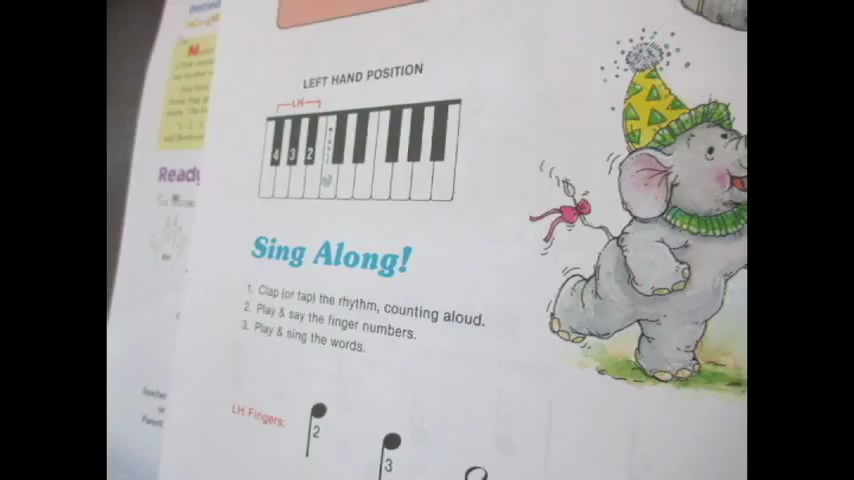 LEFT HAND POSITION
LH
4 3 2
MIDDLE
Ready
Sing Along!
1. Clap (or tap) the rhythm, counting aloud.
2. Play & say the finger numbers.
3. Play & sing the words.
LH Fingers:
2
3